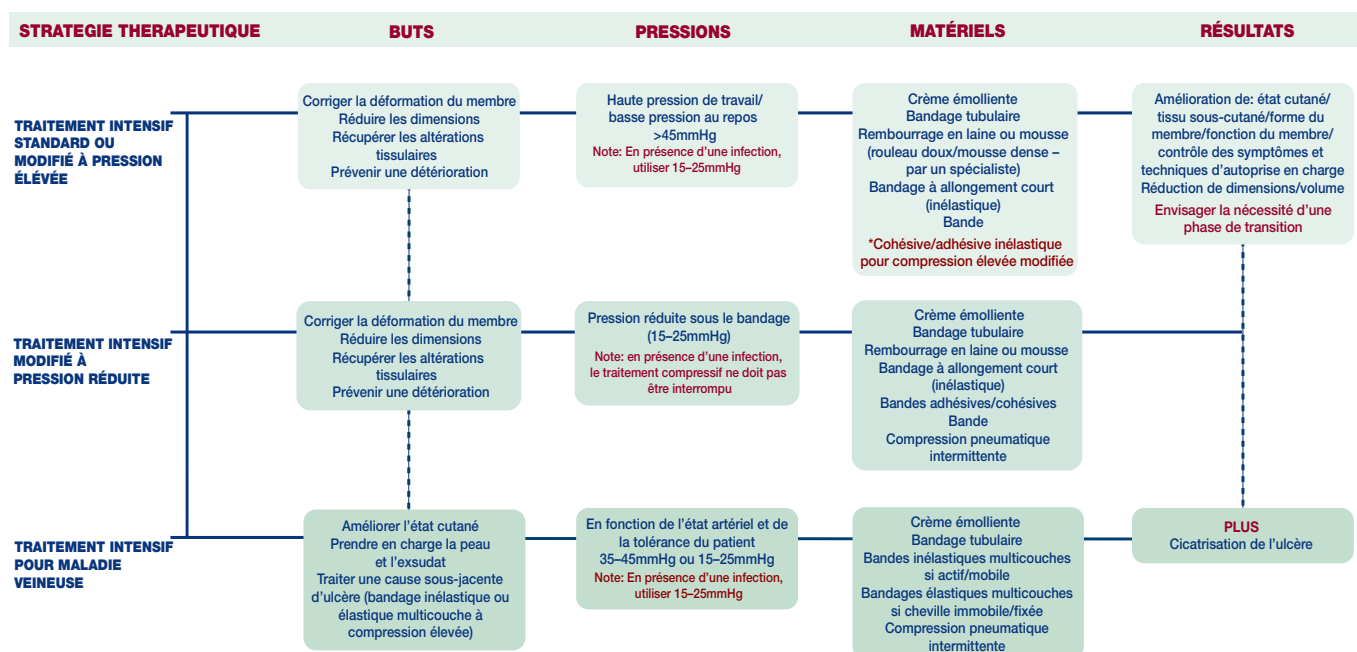 STRATEGIE THERAPEUTIQUE
BUTS
PRESSIONS
MATÉRIELS
RÉSULTATS
TRAITEMENT INTENSIF
STANDARD OU
MODIFIÉ À PRESSION
ÉLÉVÉE
Corriger la déformation du membre
Réduire les dimensions
Récupérer les altérations
tissulaires
Prévenir une détérioration
Haute pression de travail/
basse pression au repos
>45mmHg
Note: En présence d'une infection,
utiliser 15–25mmHg
Crème émolliente
Bandage tubulaire
Rembourrage en laine ou mousse
(rouleau doux/mousse dense –
par un spécialiste)
Bandage à allongement court
(inélastique)
Bande
*Cohésive/adhésive inélastique
pour compression élevée modifiée
Amélioration de: état cutané/
tissu sous-cutané/forme du
membre/fonction du membre/
contrôle des symptômes et
techniques d'autoprise en charge
Réduction de dimensions/volume
Envisager la nécessité d'une
phase de transition
TRAITEMENT INTENSIF
MODIFIÉ À
PRESSION RÉDUITE
Corriger la déformation du membre
Réduire les dimensions
Récupérer les altérations
tissulaires
Prévenir une détérioration
Pression réduite sous le bandage
(15–25mmHg)
Note: en présence d'une infection,
le traitement compressif ne doit pas
être interrompu
Crème émolliente
Bandage tubulaire
Rembourrage en laine ou mousse
Bandage à allongement court
(inélastique)
Bandes adhésives/cohésives
Bande
Compression pneumatique
intermittente
TRAITEMENT INTENSIF
POUR MALADIE
VEINEUSE
Améliorer l'état cutané
Prendre en charge la peau
et l'exsudat
Traiter une cause sous-jacente
d'ulcère (bandage inélastique ou
élastique multicouche à
compression élevée)
En fonction de l'état artériel et de
la tolérance du patient
35–45mmHg ou 15–25mmHg
Note: En présence d'une infection,
utiliser 15–25mmHg
Crème émolliente
Bandage tubulaire
Bandes inélastiques multicouches
si actif/mobile
Bandages élastiques multicouches
si cheville immobile/fixée
Compression pneumatique
intermittente
PLUS
Cicatrisation de l'ulcère